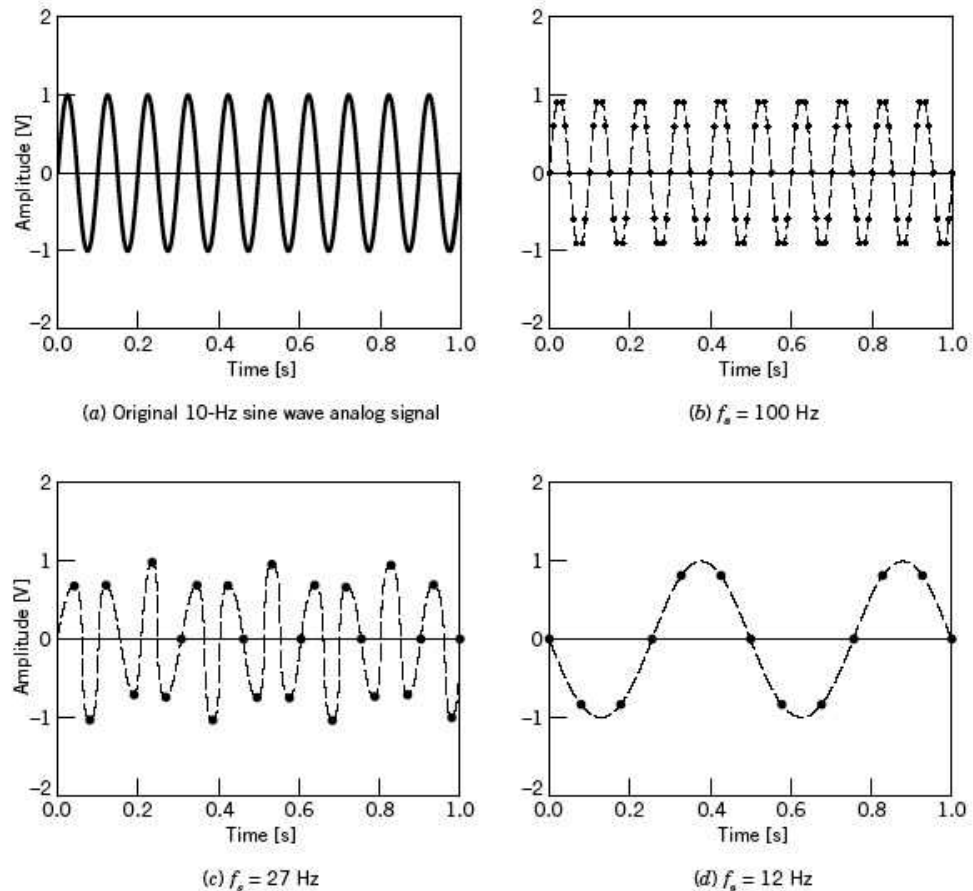 2
2
1
1
Amplitude [V]
0
0
−1
−1
−2
−2
0.0 0.2 0.4 0.6 0.8 1.0
0.0 0.2 0.4 0.6 0.8 1.0
Time [s]
Time [s]
(a) Original 10-Hz sine wave analog signal
(b) fs = 100 Hz
2
2
1
1
Amplitude [V]
0
0
−1
−1
−2
−2
0.0 0.2 0.4 0.6 0.8 1.0
0.0 0.2 0.4 0.6 0.8 1.0
Time [s]
Time [s]
(c) fs = 27 Hz
(d) fs = 12 Hz